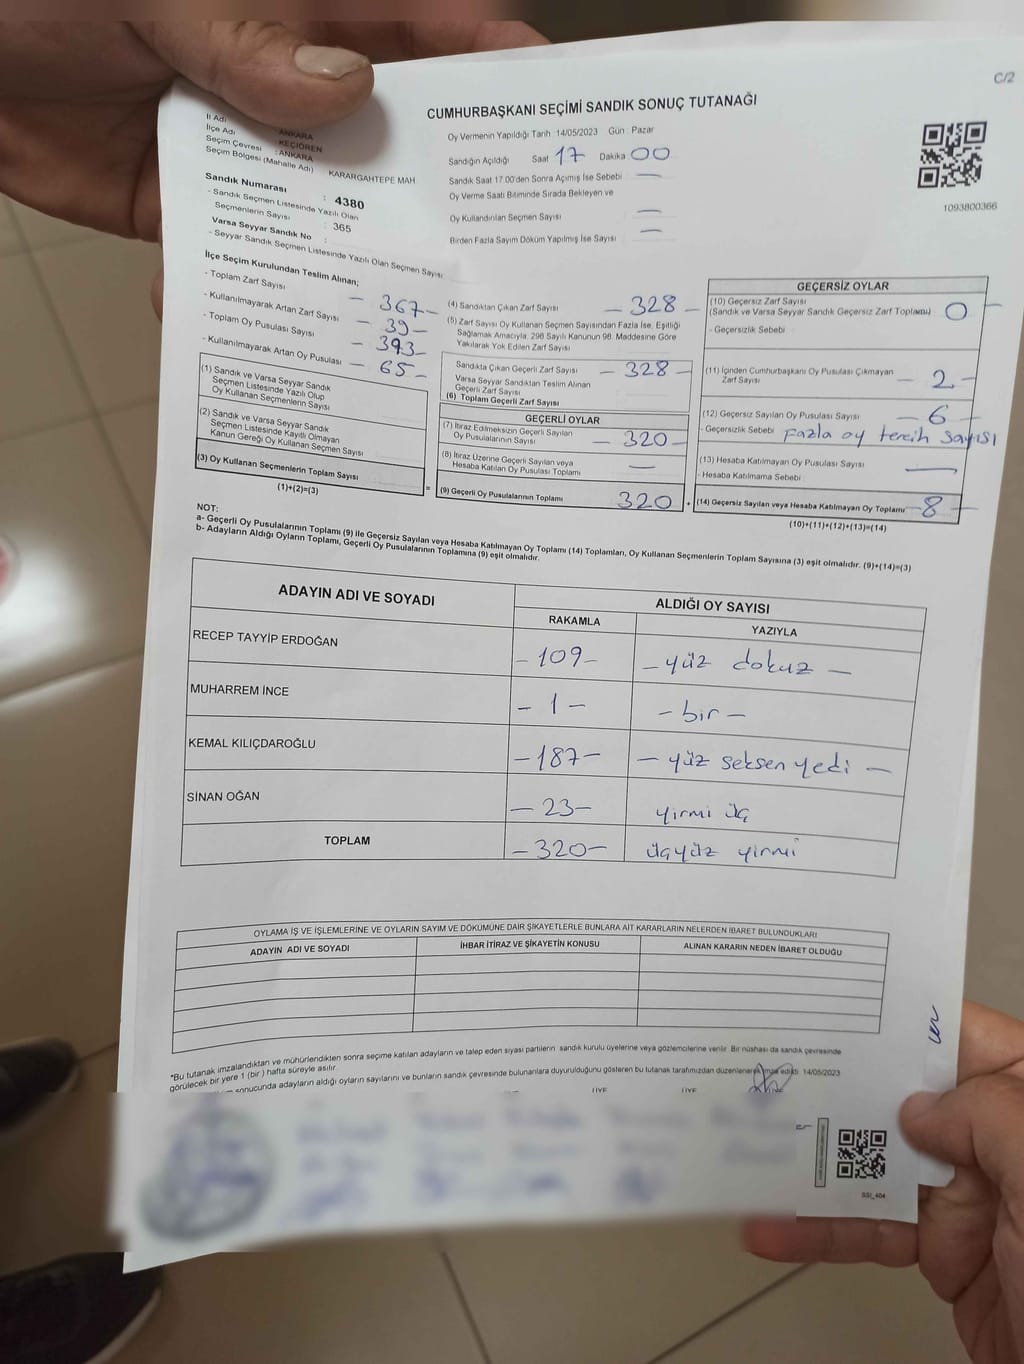 C/2
CUMHURBAŞKANI SEÇİMİ SANDIK SONUÇ TUTANAĞI
İl Adı : ANKARA
İlçe Adı : KEÇİÖREN
Seçim Çevresi : ANKARA
Seçim Bölgesi (Mahalle Adı) KARARGAHTEPE MAH
Sandık Numarası : 4380
- Sandık Seçmen Listesinde Yazılı Olan
Seçmenlerin Sayısı : 365
Varsa Seyyar Sandık No :
- Seyyar Sandık Seçmen Listesinde Yazılı Olan Seçmen Sayısı:
Oy Vermenin Yapıldığı Tarih :14/05/2023 Gün : Pazar
Sandığın Açıldığı Saat 17 Dakika 00
Sandık Saat 17.00'den Sonra Açımış İse Sebebi —
Oy Verme Saati Bitiminde Sırada Bekleyen ve
Oy Kullandırılan Seçmen Sayısı —
Birden Fazla Sayım Döküm Yapılmış İse Sayısı —
1093800366
İlçe Seçim Kurulundan Teslim Alınan;
- Toplam Zarf Sayısı - 367-
- Kullanılmayarak Artan Zarf Sayısı - 39-
- Toplam Oy Pusulası Sayısı - 393-
- Kullanılmayarak Artan Oy Pusulası - 65-
(1) Sandık ve Varsa Seyyar Sandık
Seçmen Listesinde Yazılı Olup
Oy Kullanan Seçmenlerin Sayısı
(2) Sandık ve Varsa Seyyar Sandık
Seçmen Listesinde Kayıtlı Olmayan
Kanun Gereği Oy Kullanan Seçmen Sayısı
(3) Oy Kullanan Seçmenlerin Toplam Sayısı
(1)+(2)=(3)
(4) Sandıktan Çıkan Zarf Sayısı - 328-
(5) Zarf Sayısı Oy Kullanan Seçmen Sayısından Fazla İse, Eşitliği
Sağlamak Amacıyla; 298 Sayılı Kanunun 98. Maddesine Göre
Yakılarak Yok Edilen Zarf Sayısı
Sandıkta Çıkan Geçerli Zarf Sayısı - 328-
Varsa Seyyar Sandıktan Teslim Alınan
Geçerli Zarf Sayısı
(6) Toplam Geçerli Zarf Sayısı
GEÇERLİ OYLAR
(7) İtiraz Edilmeksizin Geçerli Sayılan
Oy Pusulalarının Sayısı - 320-
(8) İtiraz Üzerine Geçerli Sayılan veya
Hesaba Katılan Oy Pusulası Toplamı —
= (9) Geçerli Oy Pusulalarının Toplamı 320 +
GEÇERSİZ OYLAR
(10) Geçersiz Zarf Sayısı
(Sandık ve Varsa Seyyar Sandık Geçersiz Zarf Toplamı) 0 -
- Geçersizlik Sebebi :
(11) İçinden Cumhurbaşkanı Oy Pusulası Çıkmayan
Zarf Sayısı - 2 -
(12) Geçersiz Sayılan Oy Pusulası Sayısı - 6 -
- Geçersizlik Sebebi : Fazla oy tercih sayısı
(13) Hesaba Katılmayan Oy Pusulası Sayısı —
- Hesaba Katılmama Sebebi :
(14) Geçersiz Sayılan veya Hesaba Katılmayan Oy Toplamı - 8 -
(10)+(11)+(12)+(13)=(14)
NOT:
a- Geçerli Oy Pusulalarının Toplamı (9) ile Geçersiz Sayılan veya Hesaba Katılmayan Oy Toplamı (14) Toplamları, Oy Kullanan Seçmenlerin Toplam Sayısına (3) eşit olmalıdır. (9)+(14)=(3)
b- Adayların Aldığı Oyların Toplamı, Geçerli Oy Pusulalarının Toplamına (9) eşit olmalıdır.
ADAYIN ADI VE SOYADI ALDIĞI OY SAYISI
RAKAMLA YAZIYLA
RECEP TAYYİP ERDOĞAN - 109 - - yüz dokuz -
MUHARREM İNCE - 1 - - bir -
KEMAL KILIÇDAROĞLU - 187 - - yüz seksen yedi -
SİNAN OĞAN - 23 - yirmi üç
TOPLAM - 320 - üçyüz yirmi
OYLAMA İŞ VE İŞLEMLERİNE VE OYLARIN SAYIM VE DÖKÜMÜNE DAİR ŞİKAYETLERLE BUNLARA AİT KARARLARIN NELERDEN İBARET BULUNDUKLARI
ADAYIN ADI VE SOYADI İHBAR İTİRAZ VE ŞİKAYETİN KONUSU ALINAN KARARIN NEDEN İBARET OLDUĞU
*Bu tutanak imzalandıktan ve mühürlendikten sonra seçime katılan adayların ve talep eden siyasi partilerin sandık kurulu üyelerine veya gözlemcilerine verilir. Bir nüshası da sandık çevresinde
görülecek bir yere 1 (bir) hafta süreyle asılır.
sonucunda adayların aldığı oyların sayılarını ve bunların sandık çevresinde bulunanlara duyurulduğunu gösteren bu tutanak tarafımızdan düzenlenerek edildi. 14/05/2023
ÜYE ÜYE
SSI_404